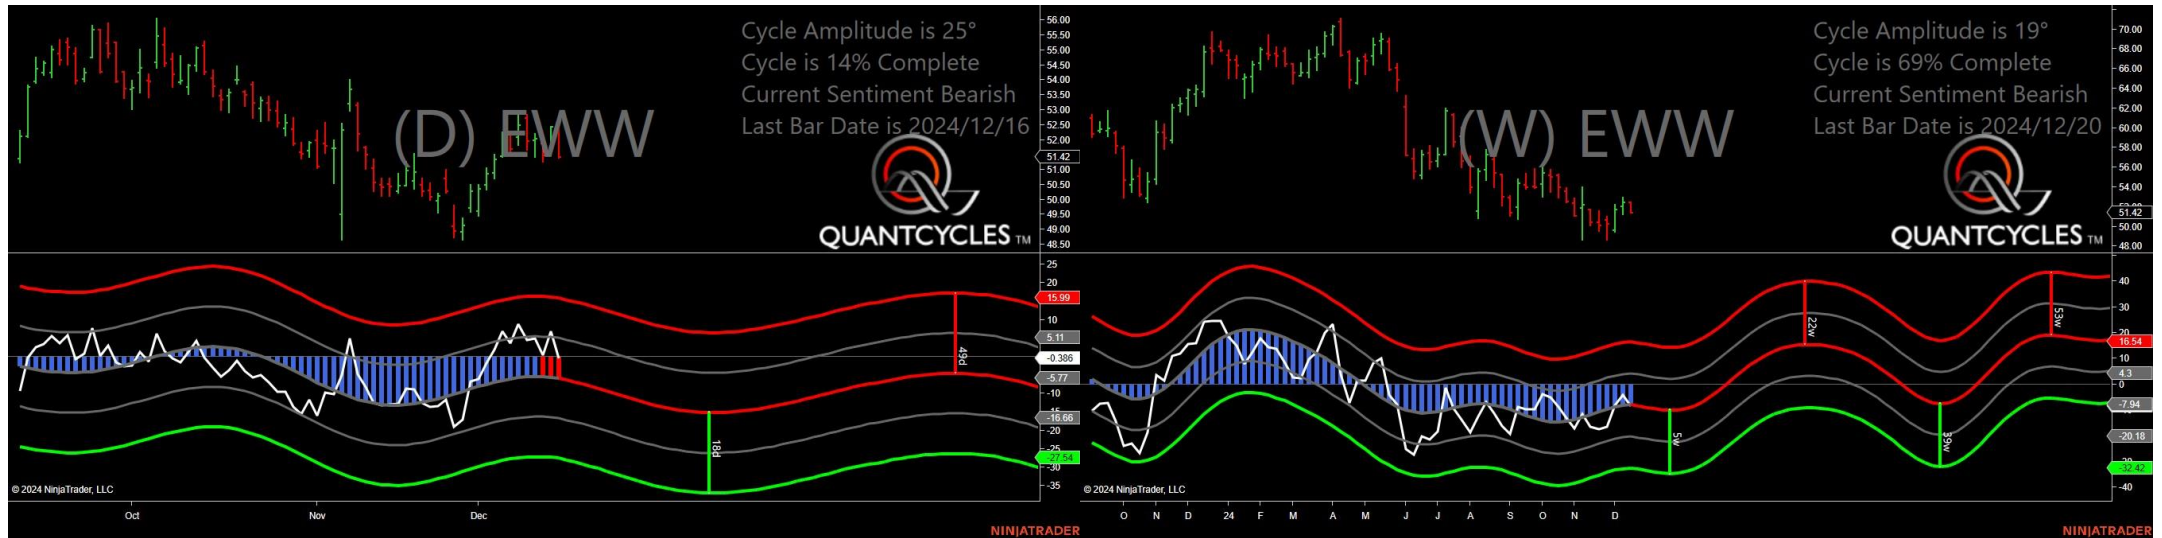 Cycle Amplitude is 25°
Cycle is 14% Complete
Current Sentiment Bearish
Last Bar Date is 2024/12/16
(D) EWW
QUANTCYCLES TM
56.00
55.50
55.00
54.50
54.00
53.50
53.00
52.50
52.00
51.42
51.00
50.50
50.00
49.50
49.00
48.50
25
20
15.99
10
5.11
-0.386
-5.77
-10
-15
-16.66
-20
-25
-27.54
-30
-35
49d
18d
© 2024 NinjaTrader, LLC
Oct Nov Dec
NINJATRADER
Cycle Amplitude is 19°
Cycle is 69% Complete
Current Sentiment Bearish
Last Bar Date is 2024/12/20
(W) EWW
QUANTCYCLES TM
70.00
68.00
66.00
64.00
62.00
60.00
58.00
56.00
54.00
52.00
51.42
50.00
48.00
40
30
20
16.54
10
4.3
0
-7.94
-20.18
-32.42
-40
22w
53w
5w
39w
© 2024 NinjaTrader, LLC
O N D 24 F M A M J J A S O N D
NINJATRADER